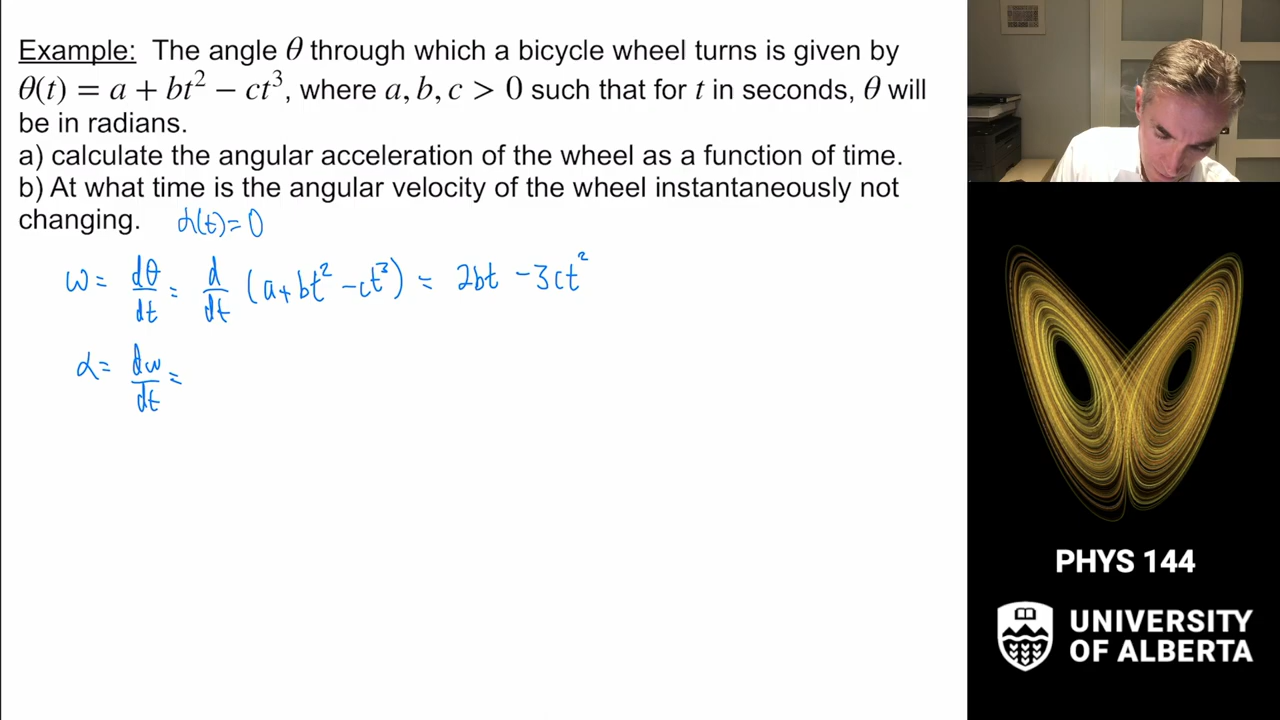 Example: The angle θ through which a bicycle wheel turns is given by
θ(t) = a + bt² − ct³, where a, b, c > 0 such that for t in seconds, θ will
be in radians.
a) calculate the angular acceleration of the wheel as a function of time.
b) At what time is the angular velocity of the wheel instantaneously not
changing. α(t)=0
ω = dθ/dt = d/dt (a+bt² −ct³) = 2bt −3ct²
α= dω/dt =
PHYS 144
UNIVERSITY
OF ALBERTA